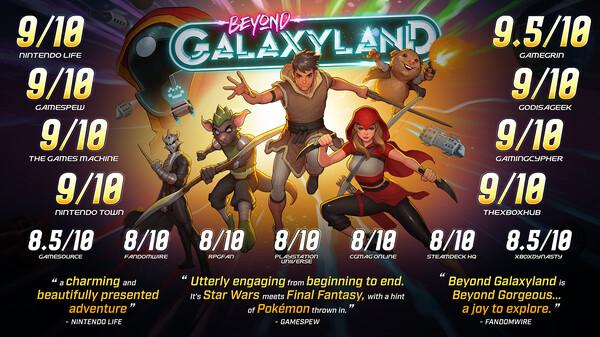 BEYOND
GALAXYLAND
9/10
NINTENDO LIFE
9.5/10
GAMEGRIN
9/10
GAMESPEW
9/10
GODISAGEEK
9/10
THE GAMES MACHINE
9/10
GAMINGCYPHER
9/10
NINTENDO TOWN
9/10
THEXBOXHUB
8.5/10
GAMESOURCE
8/10
FANDOMWIRE
8/10
RPGFAN
8/10
PLAYSTATION
UNIVERSE
8/10
CGMAG ONLINE
8/10
STEAMDECK HQ
8.5/10
XBOXDYNASTY
“a charming and
beautifully presented
adventure”
- NINTENDO LIFE
“Utterly engaging from beginning to end.
It's Star Wars meets Final Fantasy, with a hint
of Pokémon thrown in.”
- GAMESPEW
“Beyond Galaxyland is
Beyond Gorgeous...
a joy to explore.”
- FANDOMWIRE